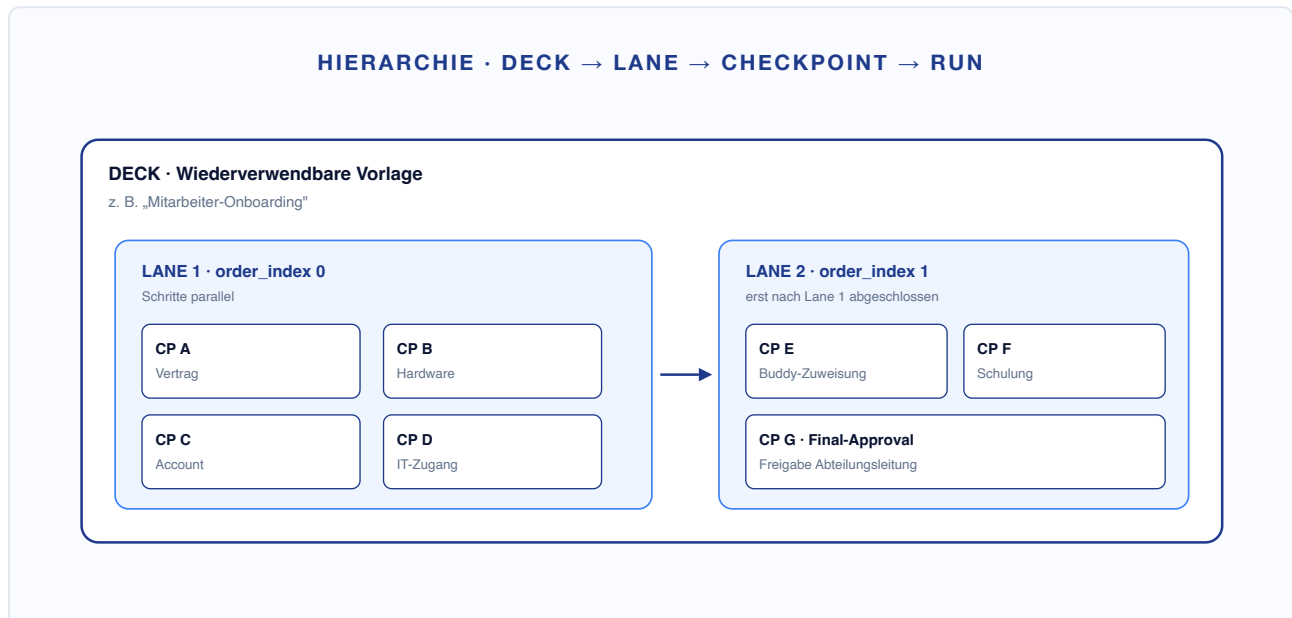 HIERARCHIE · DECK → LANE → CHECKPOINT → RUN
DECK · Wiederverwendbare Vorlage
z. B. „Mitarbeiter-Onboarding"
LANE 1 · order_index 0
Schritte parallel
CP A
Vertrag
CP B
Hardware
CP C
Account
CP D
IT-Zugang
LANE 2 · order_index 1
erst nach Lane 1 abgeschlossen
CP E
Buddy-Zuweisung
CP F
Schulung
CP G · Final-Approval
Freigabe Abteilungsleitung